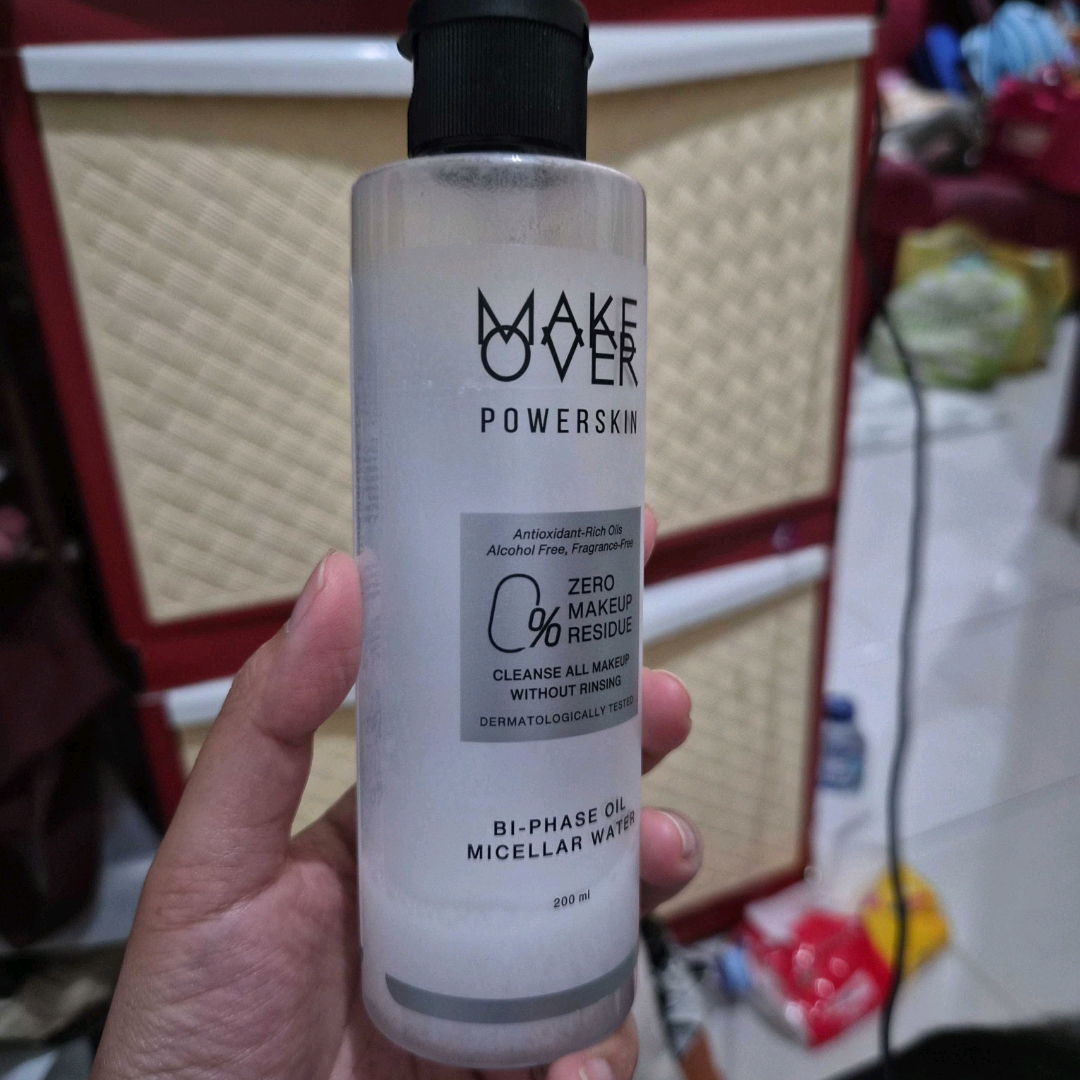 MAKE
OVER
POWERSKIN
Antioxidant-Rich Oils
Alcohol Free, Fragrance-Free
0% ZERO
MAKEUP
RESIDUE
CLEANSE ALL MAKEUP
WITHOUT RINSING
DERMATOLOGICALLY TESTED
BI-PHASE OIL
MICELLAR WATER
200 ml